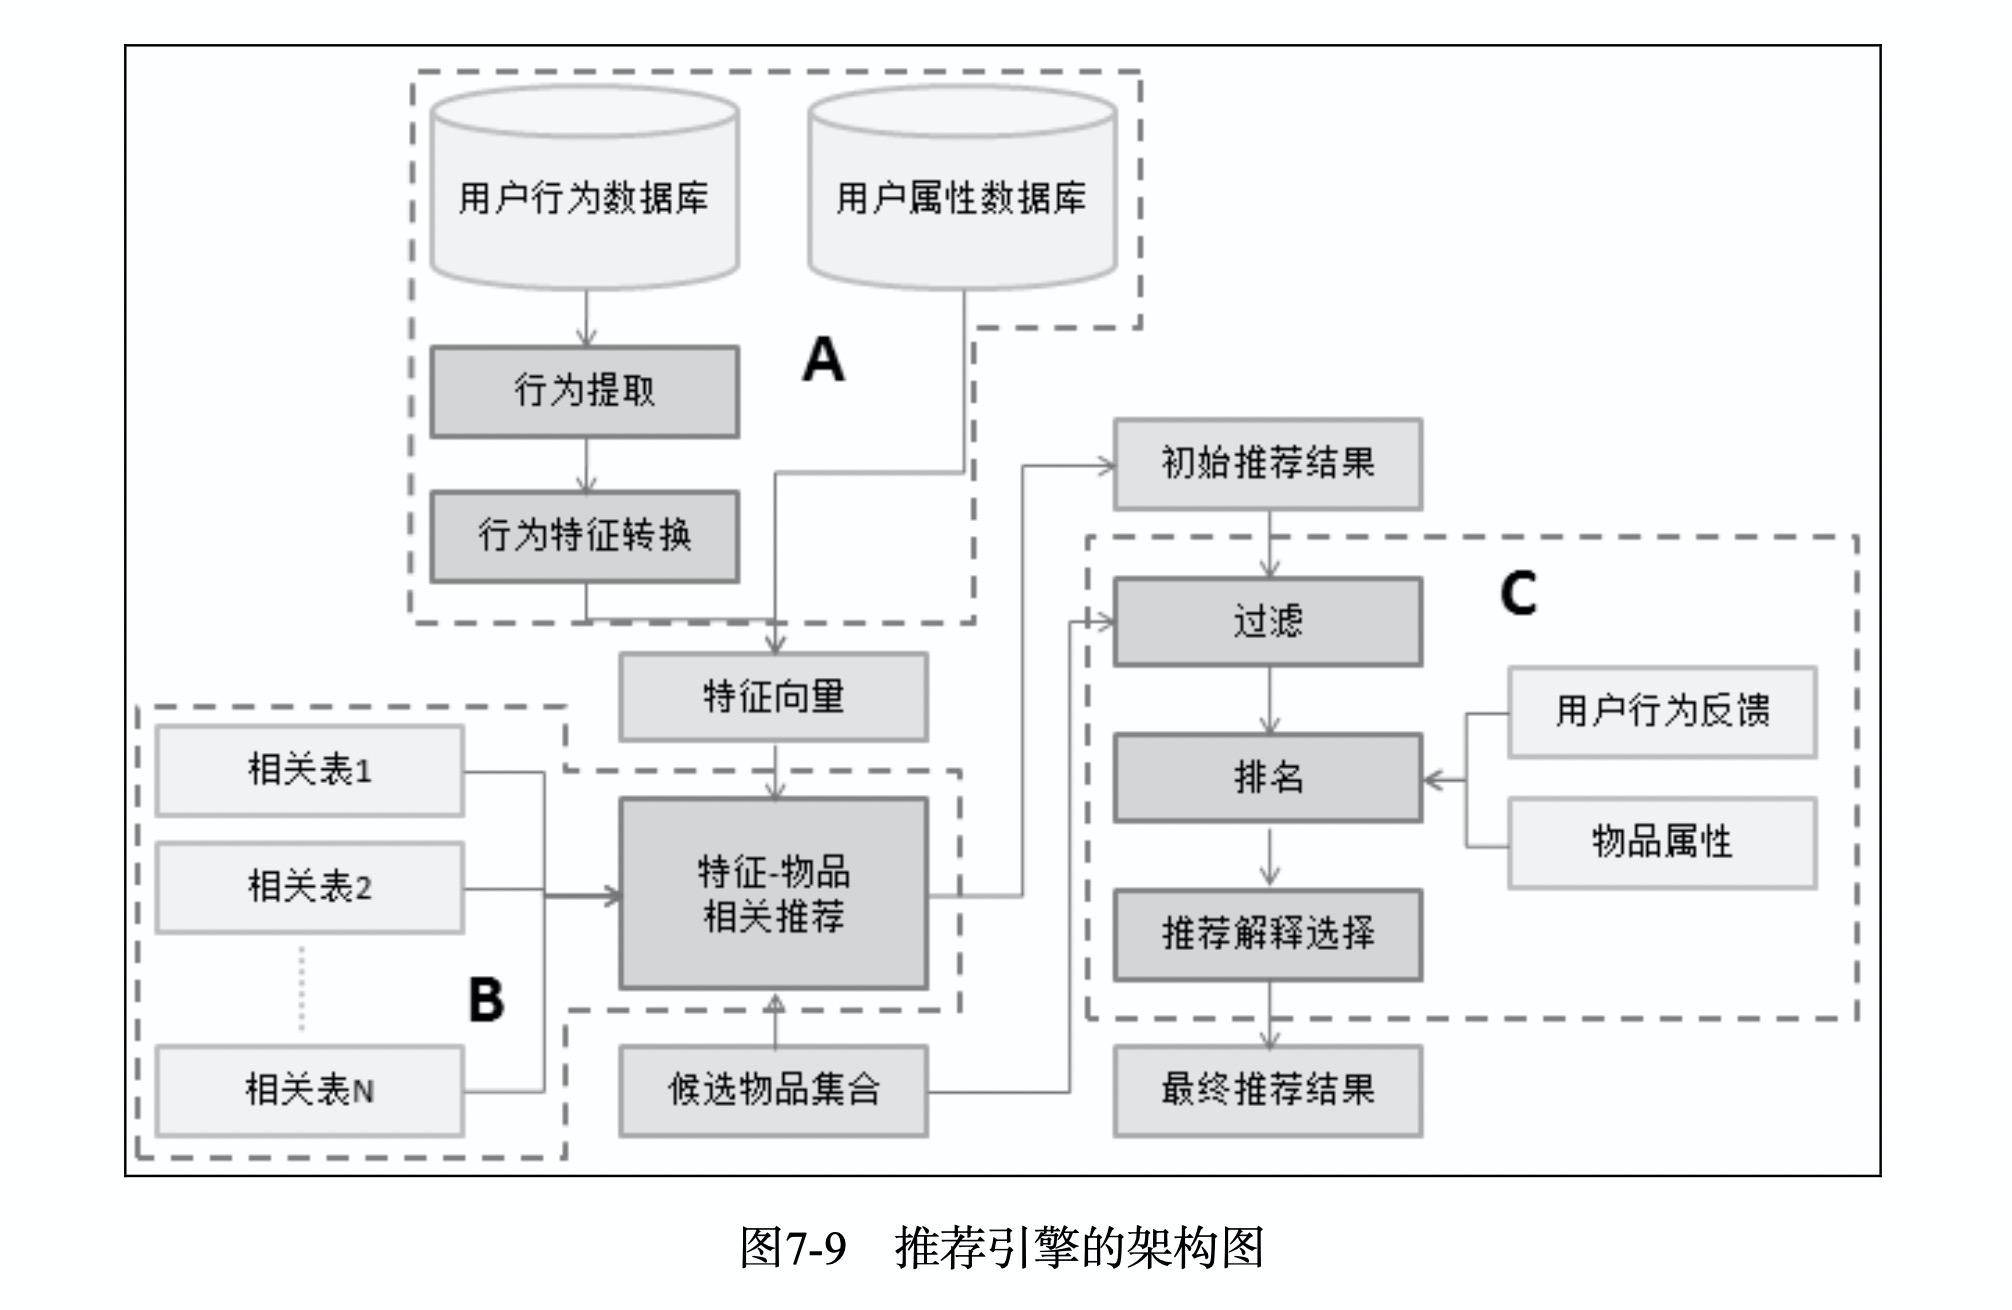 用户行为数据库
用户属性数据库
行为提取
A
行为特征转换
特征向量
相关表1
相关表2
相关表N
B
特征-物品
相关推荐
候选物品集合
初始推荐结果
C
过滤
排名
用户行为反馈
物品属性
推荐解释选择
最终推荐结果
图7-9 推荐引擎的架构图